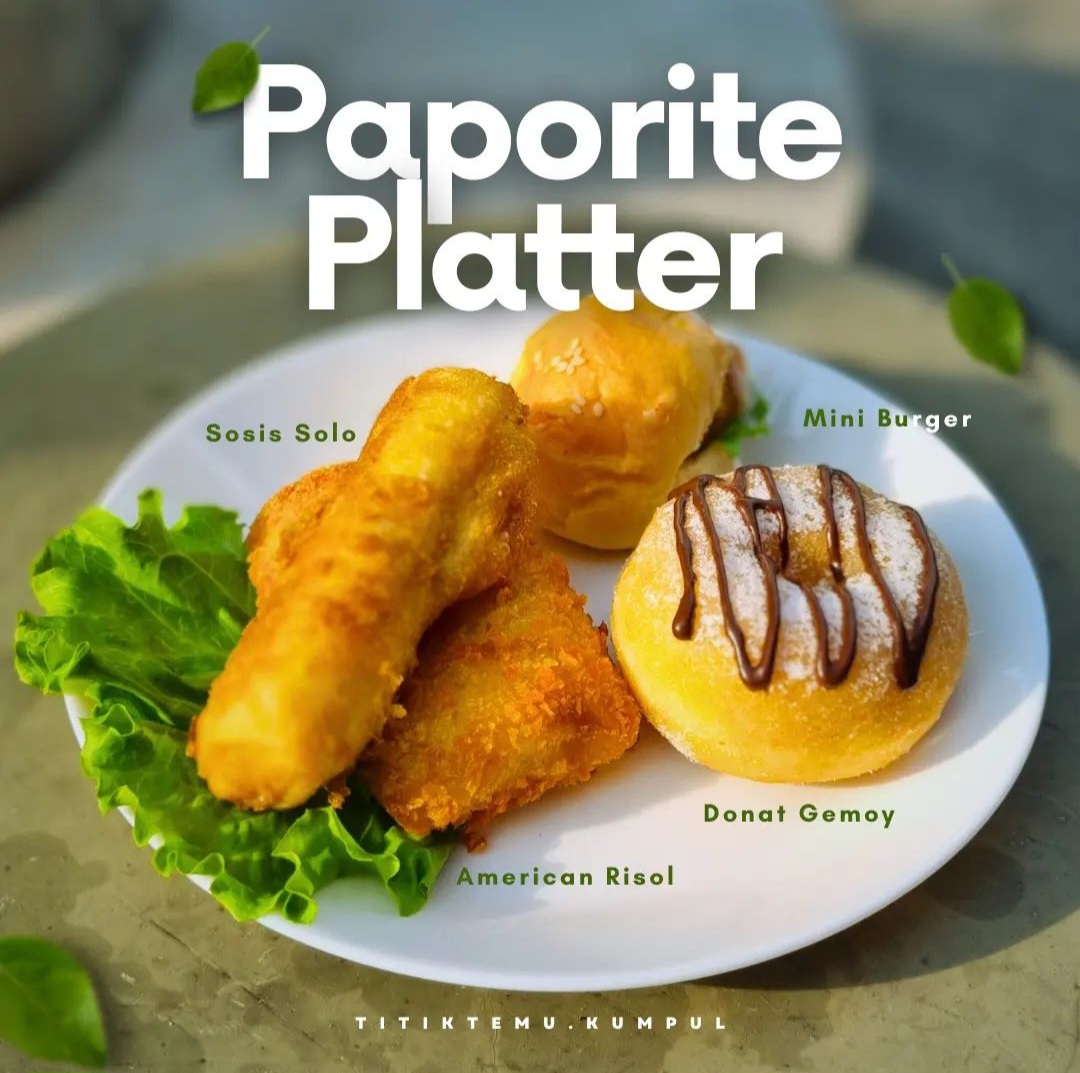 Paporite
Platter
Sosis Solo
Mini Burger
Donat Gemoy
American Risol
TITIKTEMU.KUMPUL